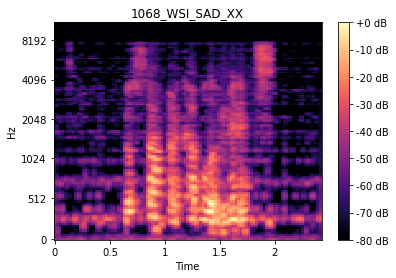 1068_WSI_SAD_XX
+0 dB
8192
-10 dB
4096
-20 dB
-30 dB
Hz
2048
-40 dB
1024
-50 dB
512
-60 dB
-70 dB
0
-80 dB
0 0.5 1 1.5 2
Time